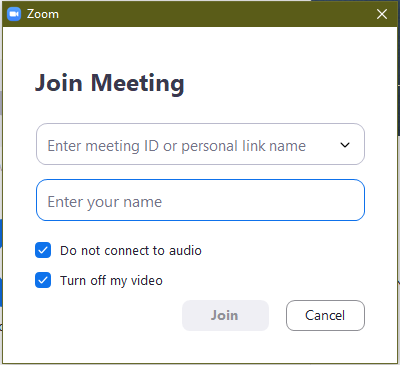 Zoom
Join Meeting
Enter meeting ID or personal link name
Enter your name
Do not connect to audio
Turn off my video
Join
Cancel